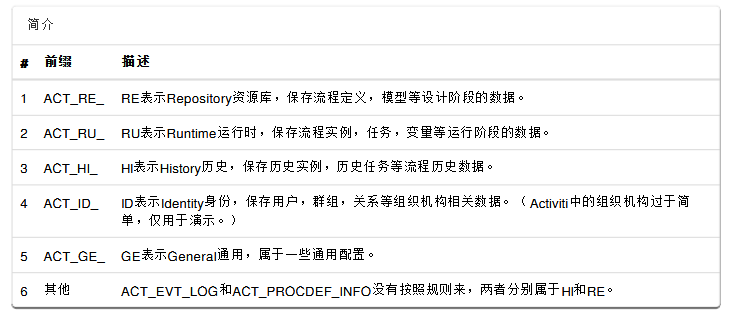 简介
# 前缀 描述
1 ACT_RE_ RE表示Repository资源库，保存流程定义，模型等设计阶段的数据。
2 ACT_RU_ RU表示Runtime运行时，保存流程实例，任务，变量等运行阶段的数据。
3 ACT_HI_ HI表示History历史，保存历史实例，历史任务等流程历史数据。
4 ACT_ID_ ID表示Identity身份，保存用户，群组，关系等组织机构相关数据。（Activiti中的组织机构过于简
单，仅用于演示。）
5 ACT_GE_ GE表示General通用，属于一些通用配置。
6 其他 ACT_EVT_LOG和ACT_PROCDEF_INFO没有按照规则来，两者分别属于HI和RE。